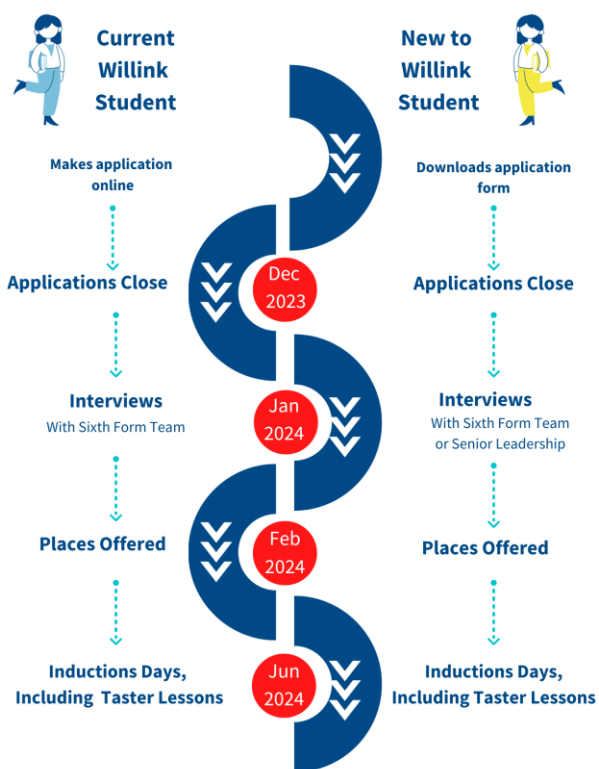 Current
Willink
Student
New to
Willink
Student
Makes application
online
Downloads application
form
Applications Close
Dec
2023
Applications Close
Interviews
With Sixth Form Team
Jan
2024
Interviews
With Sixth Form Team
or Senior Leadership
Places Offered
Feb
2024
Places Offered
Inductions Days,
Including Taster Lessons
Jun
2024
Inductions Days,
Including Taster Lessons